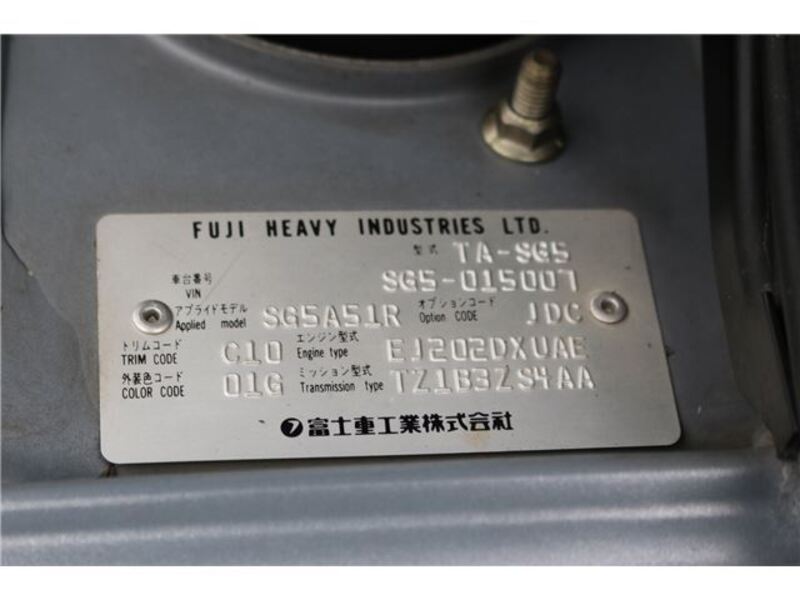 FUJI HEAVY INDUSTRIES LTD.
型式 TA-SG5
車台番号 VIN SG5-015007
アプライドモデル Applied model SG5A51R オプションコード Option CODE JDC
トリムコード TRIM CODE C10 エンジン型式 Engine type EJ202DXUAE
外装色コード COLOR CODE 01G ミッション型式 Transmission type TZ1B3ZS4AA
富士重工業株式会社